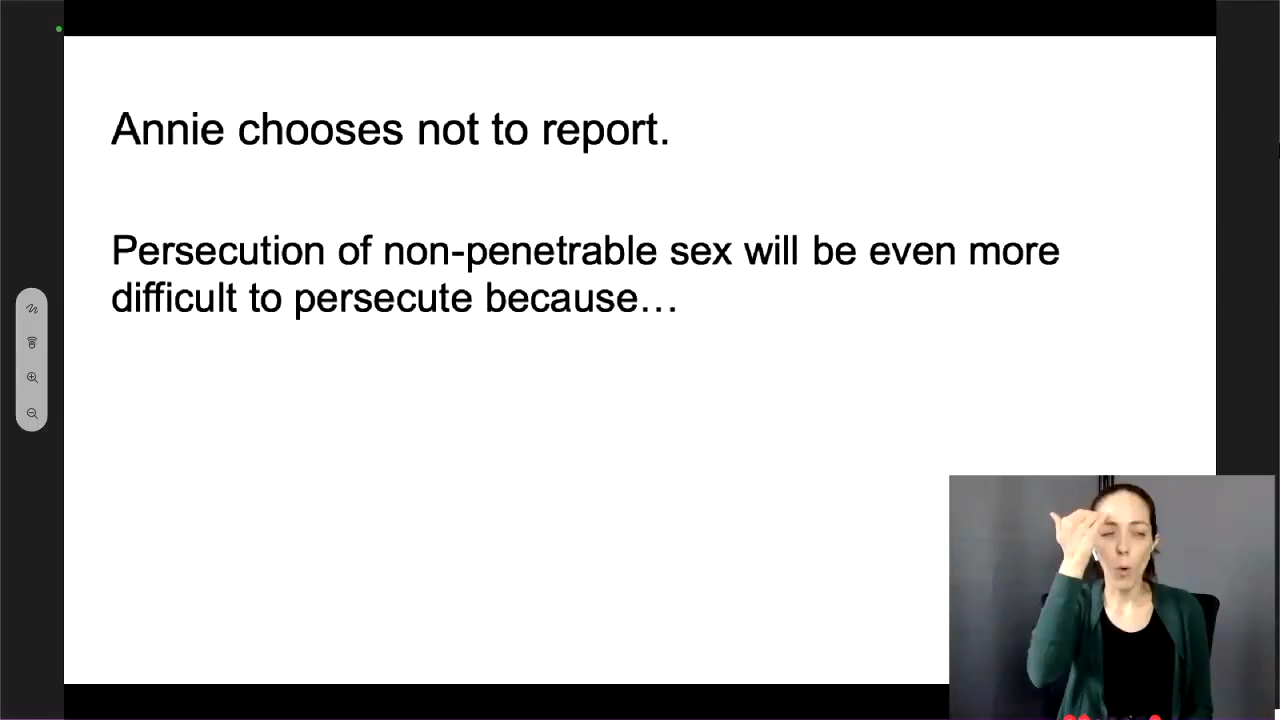 Annie chooses not to report.
Persecution of non-penetrable sex will be even more
difficult to persecute because…